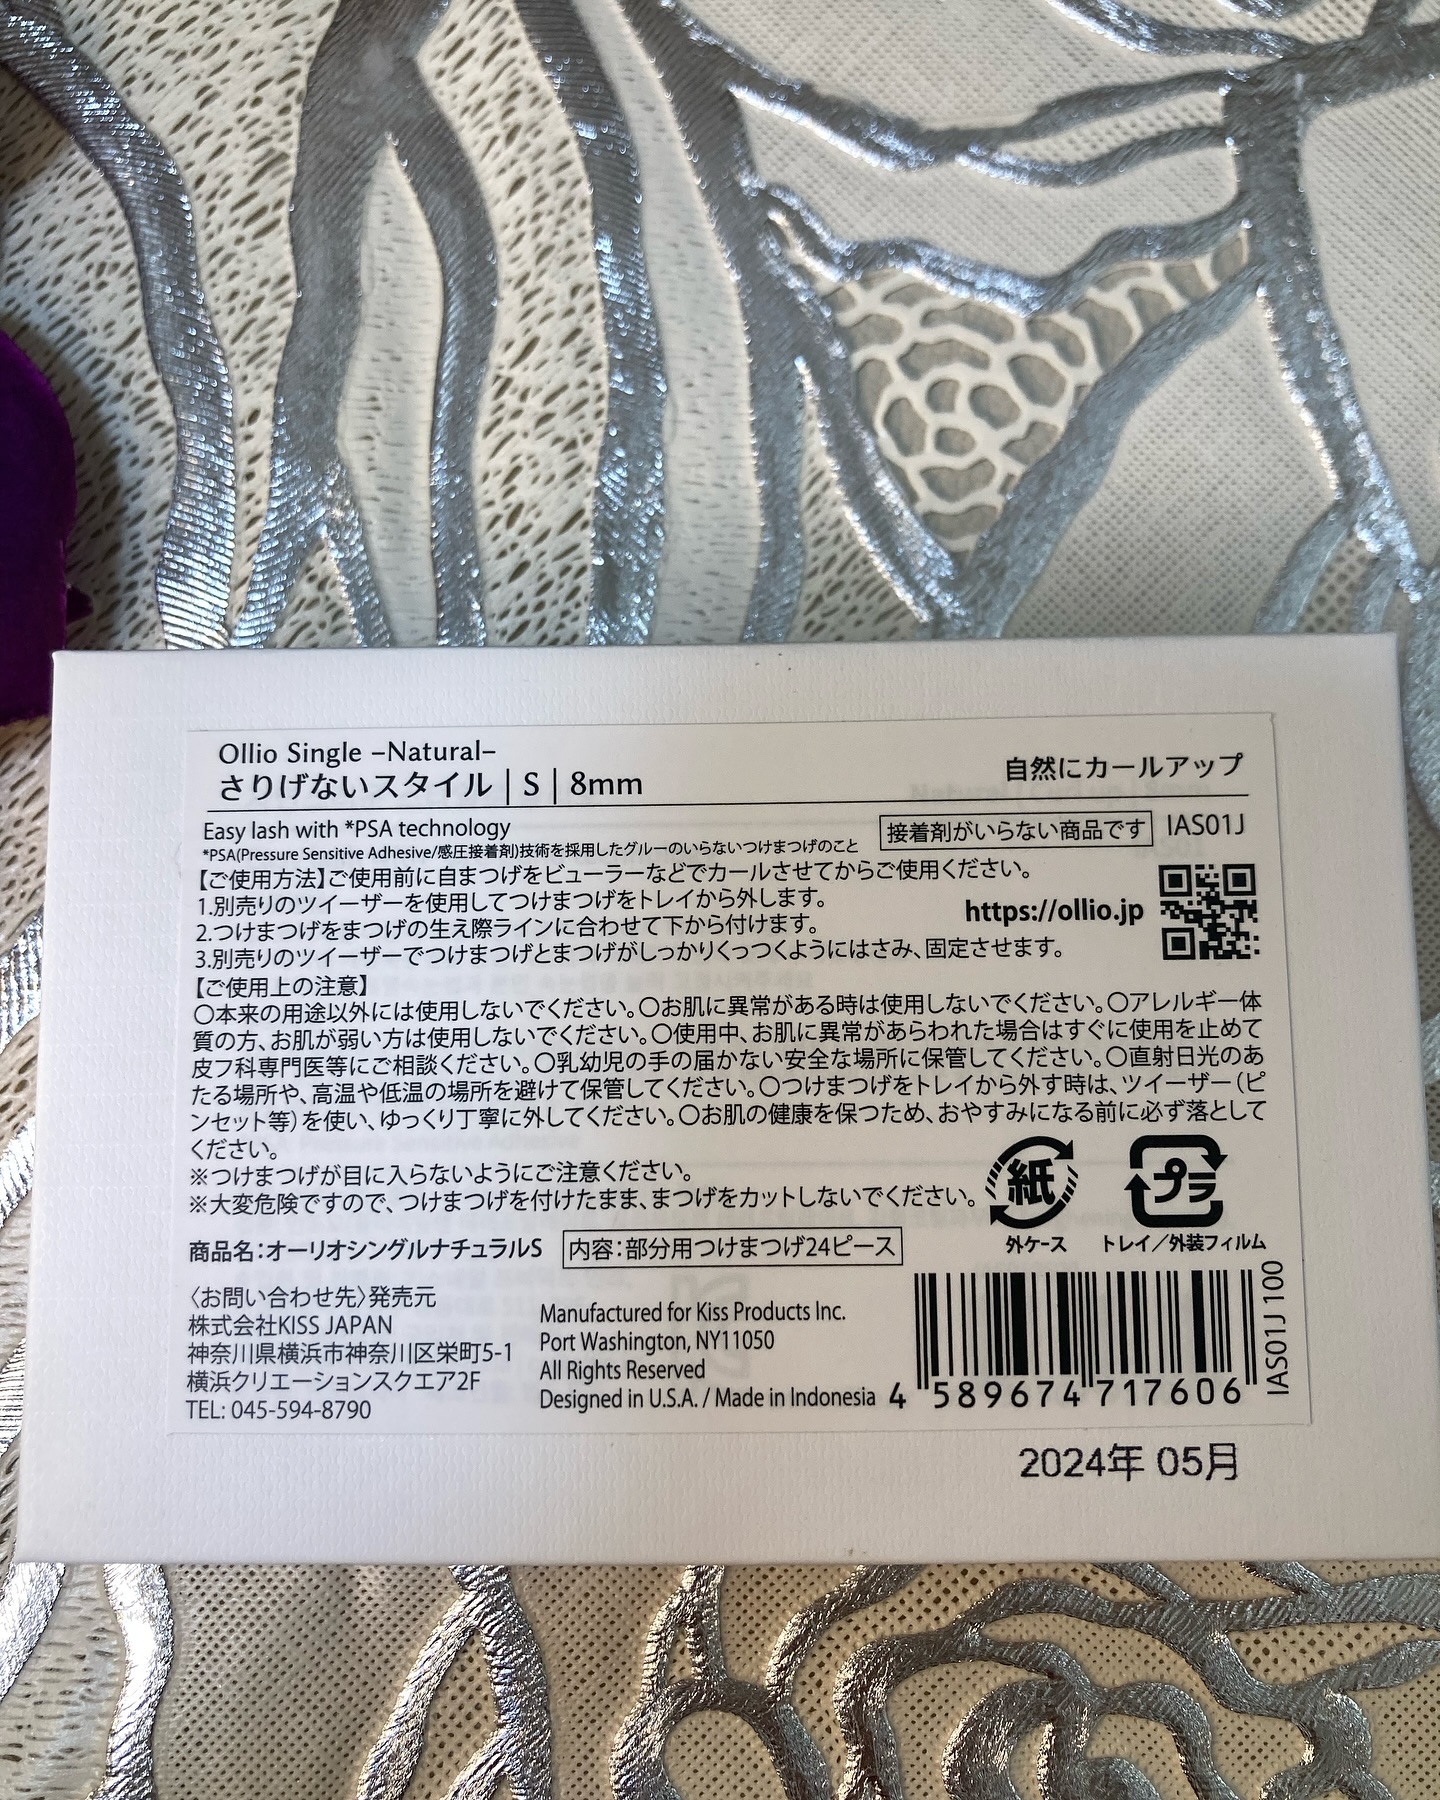 Ollio Single –Natural–
さりげないスタイル | S | 8mm
自然にカールアップ
Easy lash with *PSA technology
*PSA(Pressure Sensitive Adhesive/感圧接着剤)技術を採用したグルーのいらないつけまつげのこと
接着剤がいらない商品です
IAS01J
【ご使用方法】ご使用前に自まつげをビューラーなどでカールさせてからご使用ください。
1.別売りのツイーザーを使用してつけまつげをトレイから外します。
2.つけまつげをまつげの生え際ラインに合わせて下から付けます。
3.別売りのツイーザーでつけまつげとまつげがしっかりくっつくようにはさみ、固定させます。
https://ollio.jp
【ご使用上の注意】
〇本来の用途以外には使用しないでください。〇お肌に異常がある時は使用しないでください。〇アレルギー体
質の方、お肌が弱い方は使用しないでください。〇使用中、お肌に異常があらわれた場合はすぐに使用を止めて
皮フ科専門医等にご相談ください。〇乳幼児の手の届かない安全な場所に保管してください。〇直射日光のあ
たる場所や、高温や低温の場所を避けて保管してください。〇つけまつげをトレイから外す時は、ツイーザー（ピ
ンセット等）を使い、ゆっくり丁寧に外してください。〇お肌の健康を保つため、おやすみになる前に必ず落として
ください。
※つけまつげが目に入らないようにご注意ください。
※大変危険ですので、つけまつげを付けたまま、まつげをカットしないでください。
紙
外ケース
プラ
トレイ／外装フィルム
商品名：オーリオシングルナチュラルS
内容：部分用つけまつげ24ピース
〈お問い合わせ先〉発売元
株式会社KISS JAPAN
神奈川県横浜市神奈川区栄町5-1
横浜クリエーションスクエア2F
TEL: 045-594-8790
Manufactured for Kiss Products Inc.
Port Washington, NY11050
All Rights Reserved
Designed in U.S.A. / Made in Indonesia
4 589674 717606
IAS01J 100
2024年 05月